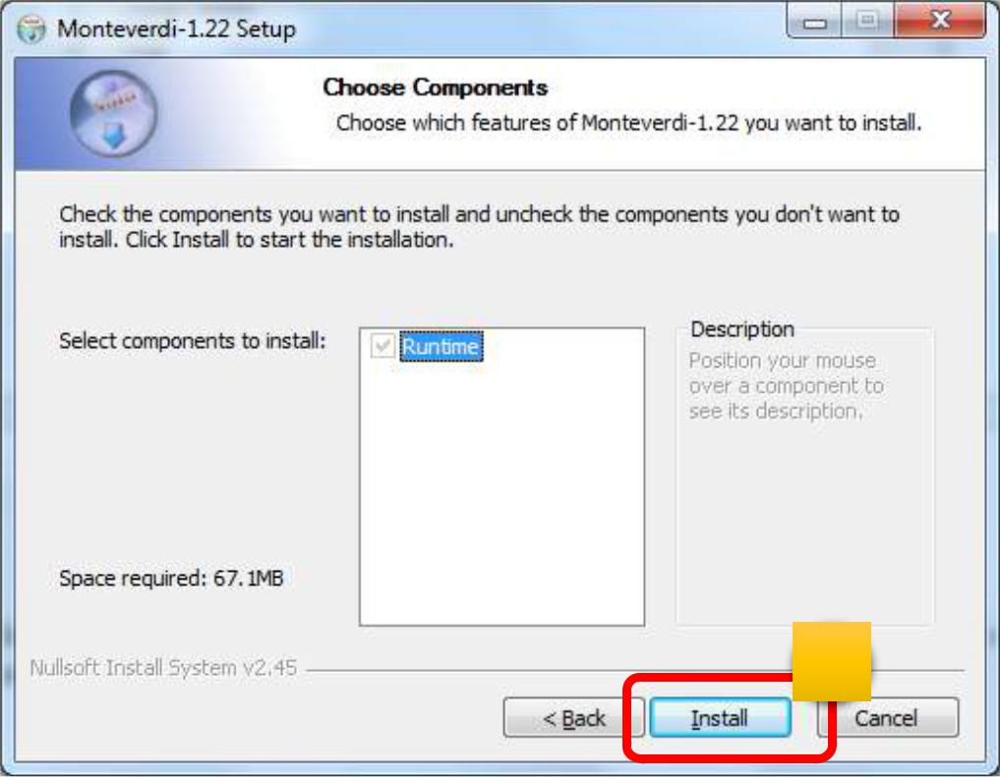 Monteverdi-1.22 Setup
Choose Components
Choose which features of Monteverdi-1.22 you want to install.
Check the components you want to install and uncheck the components you don't want to
install. Click Install to start the installation.
Select components to install:
Runtime
Description
Position your mouse
over a component to
see its description.
Space required: 67.1MB
Nullsoft Install System v2.45
< Back
Install
Cancel